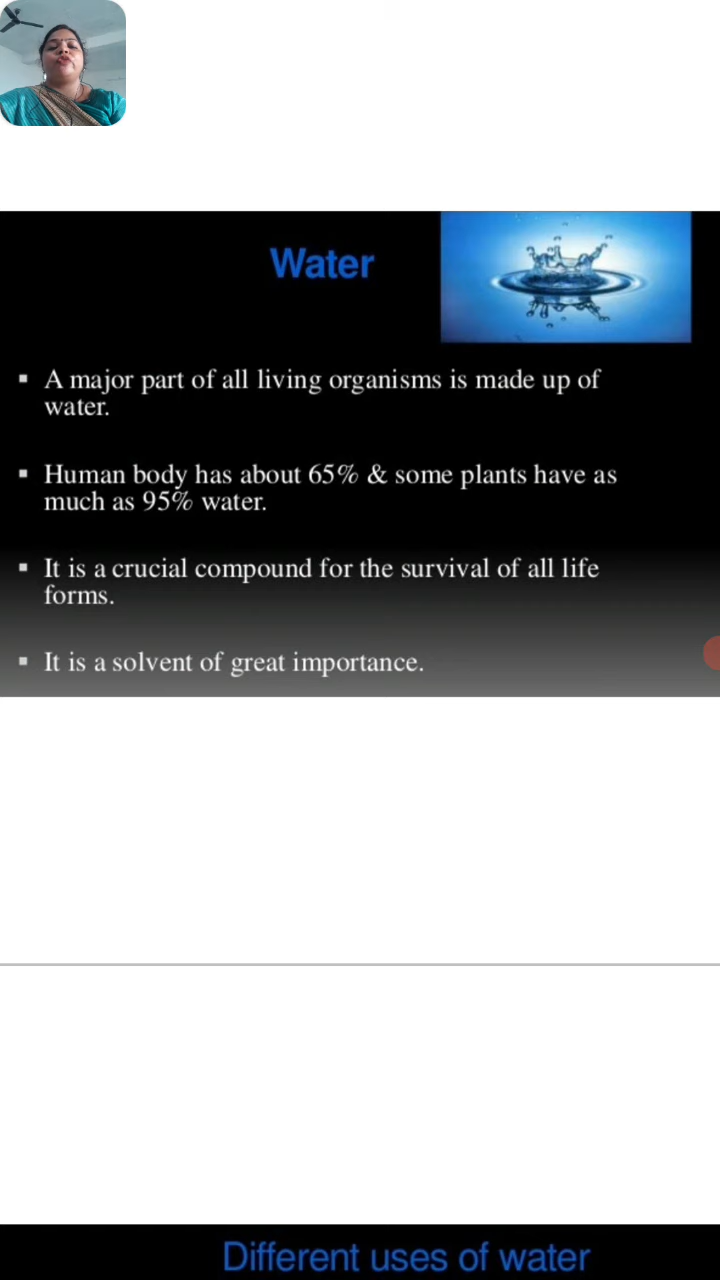 Water
▪ A major part of all living organisms is made up of
water.
▪ Human body has about 65% & some plants have as
much as 95% water.
▪ It is a crucial compound for the survival of all life
forms.
▪ It is a solvent of great importance.
Different uses of water